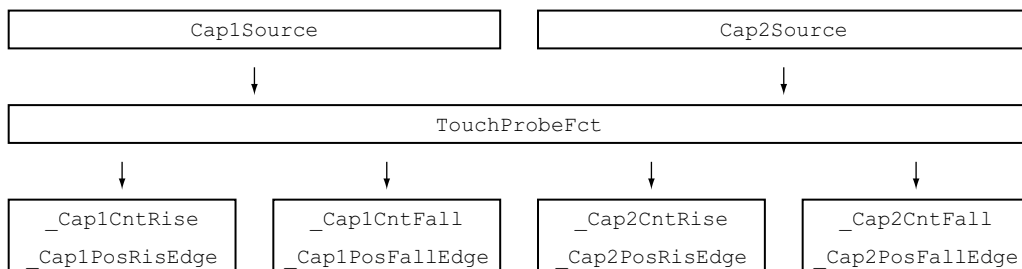 Cap1Source
Cap2Source
TouchProbeFct
_Cap1CntRise
_Cap1PosRisEdge
_Cap1CntFall
_Cap1PosFallEdge
_Cap2CntRise
_Cap2PosRisEdge
_Cap2CntFall
_Cap2PosFallEdge